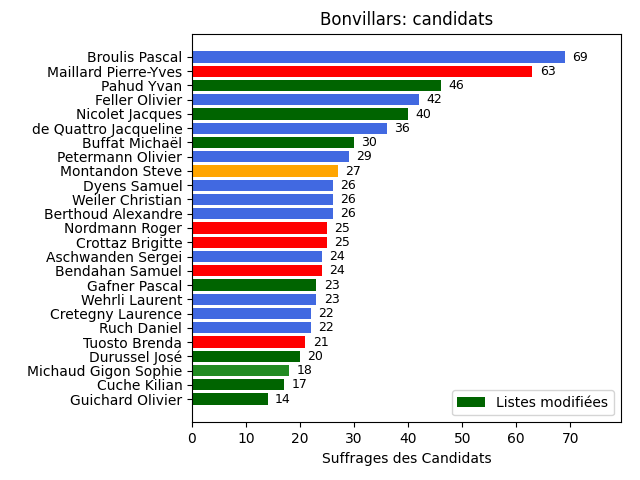 Bonvillars: candidats
Broulis Pascal 69
Maillard Pierre-Yves 63
Pahud Yvan 46
Feller Olivier 42
Nicolet Jacques 40
de Quattro Jacqueline 36
Buffat Michaël 30
Petermann Olivier 29
Montandon Steve 27
Dyens Samuel 26
Weiler Christian 26
Berthoud Alexandre 26
Nordmann Roger 25
Crottaz Brigitte 25
Aschwanden Sergei 24
Bendahan Samuel 24
Gafner Pascal 23
Wehrli Laurent 23
Cretegny Laurence 22
Ruch Daniel 22
Tuosto Brenda 21
Durussel José 20
Michaud Gigon Sophie 18
Cuche Kilian 17
Guichard Olivier 14
Listes modifiées
0 10 20 30 40 50 60 70
Suffrages des Candidats